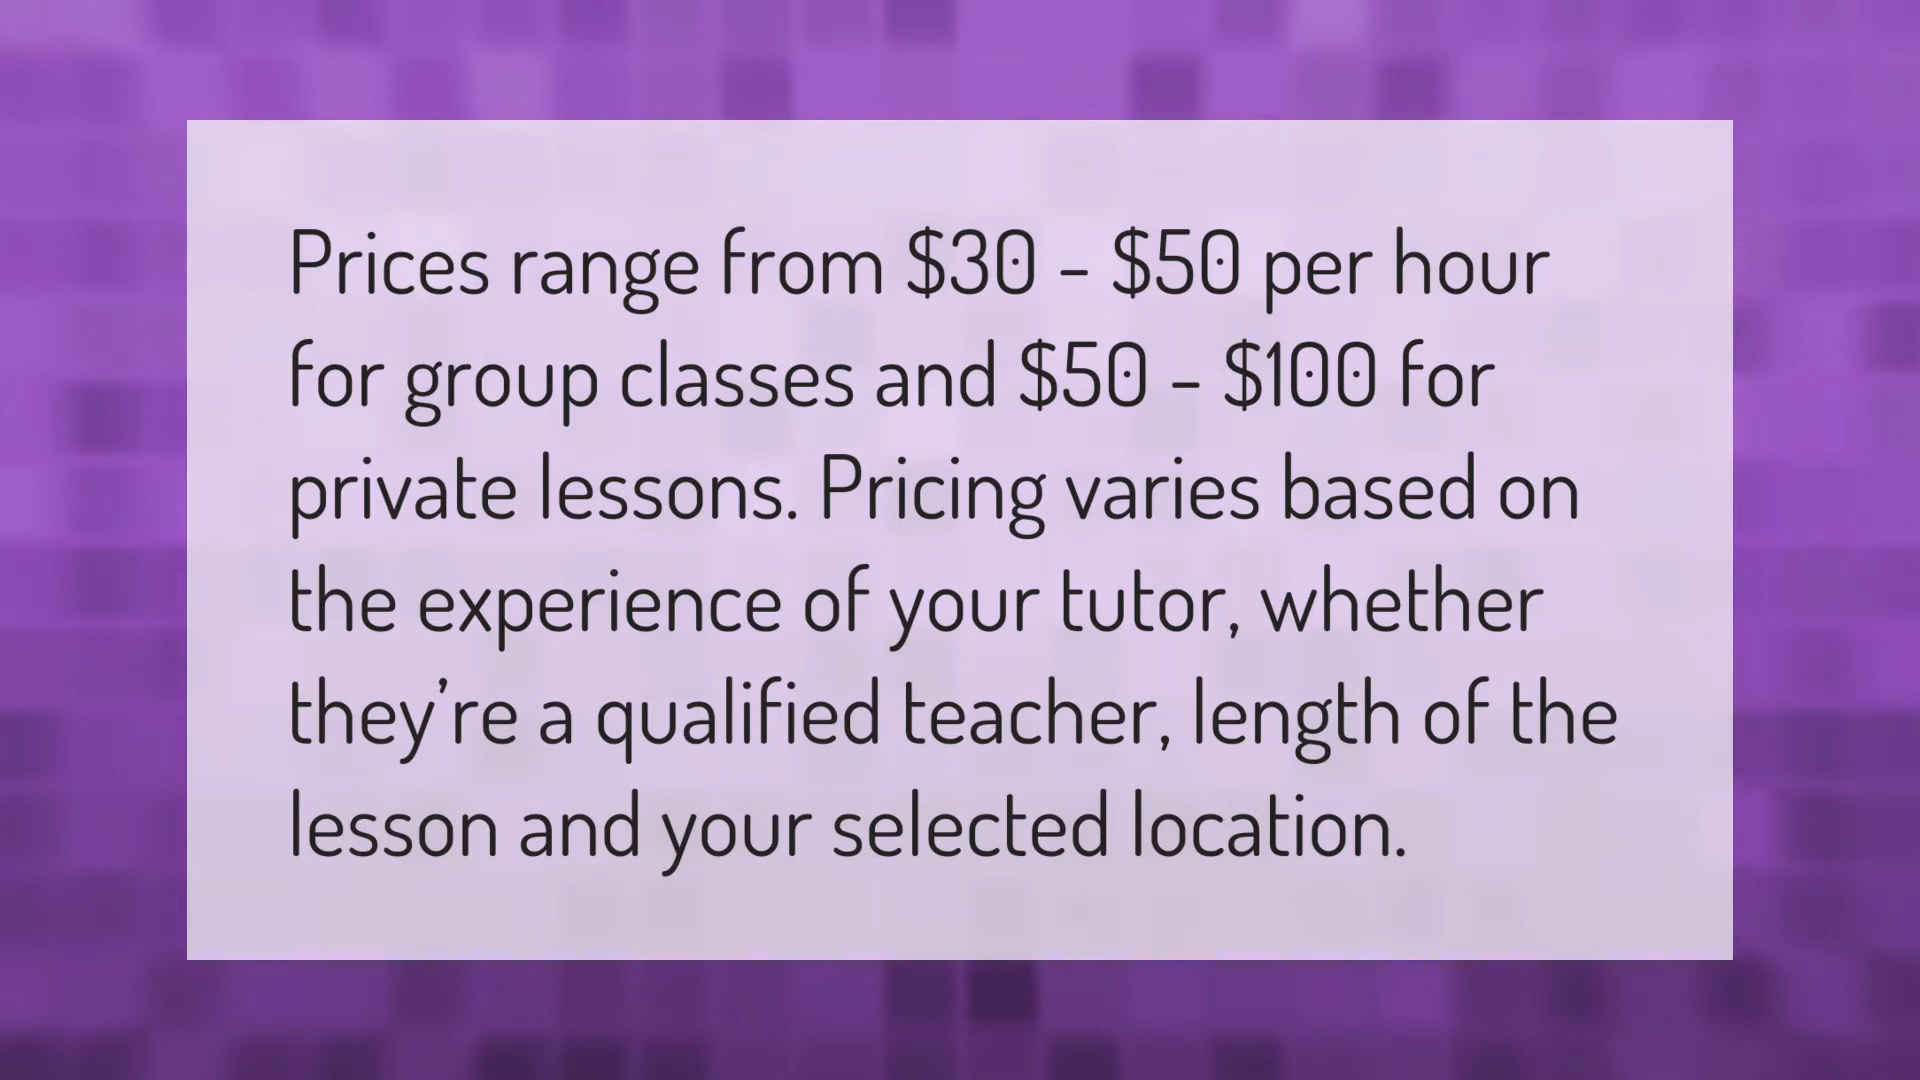 Prices range from $30 - $50 per hour
for group classes and $50 - $100 for
private lessons. Pricing varies based on
the experience of your tutor, whether
they're a qualified teacher, length of the
lesson and your selected location.